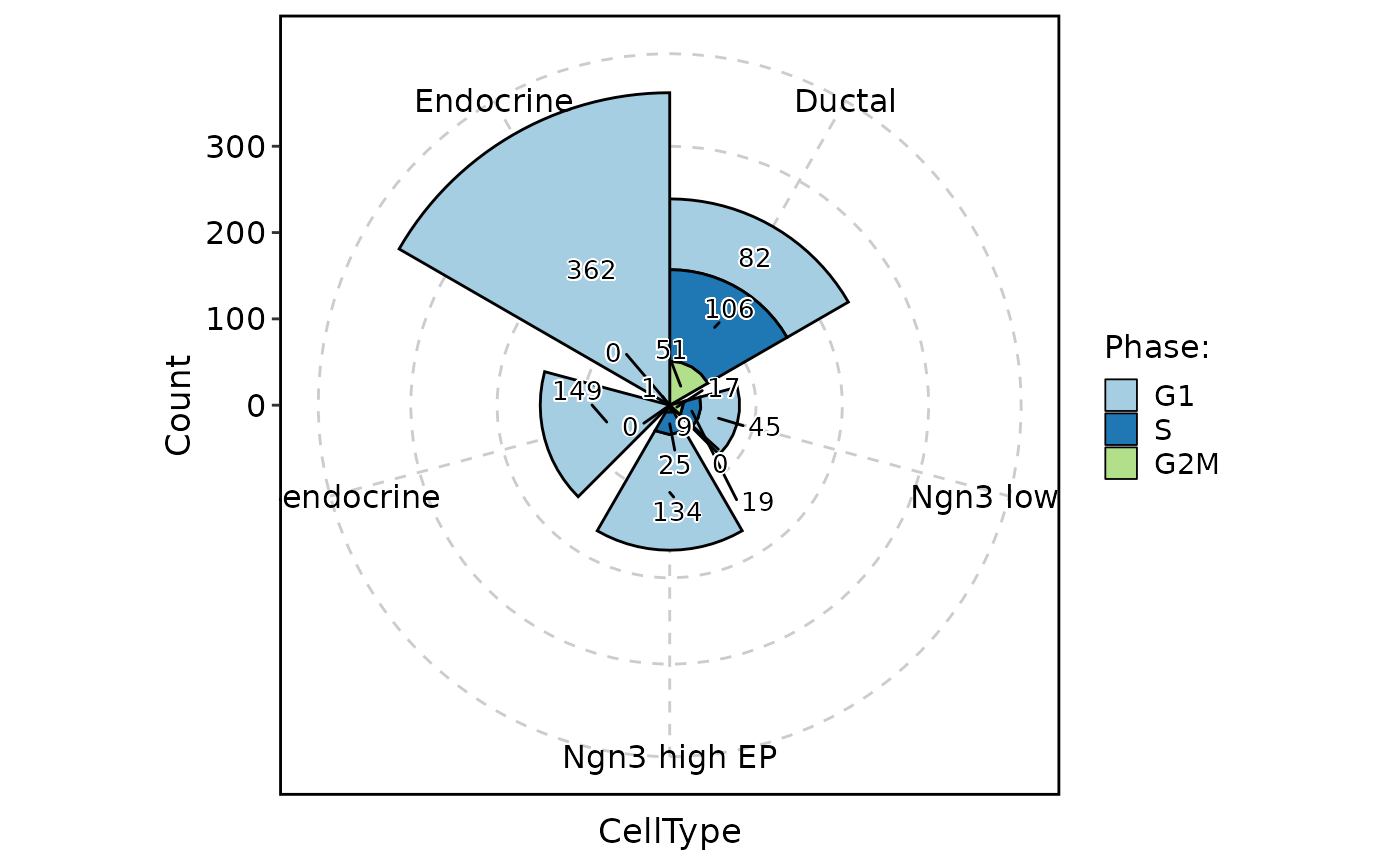 Endocrine
Ductal
300
200
100
0
Count
362
82
106
51
0
1
17
149
0
9
45
25
0
19
134
endocrine
Ngn3 low
Ngn3 high EP
CellType
Phase:
G1
S
G2M